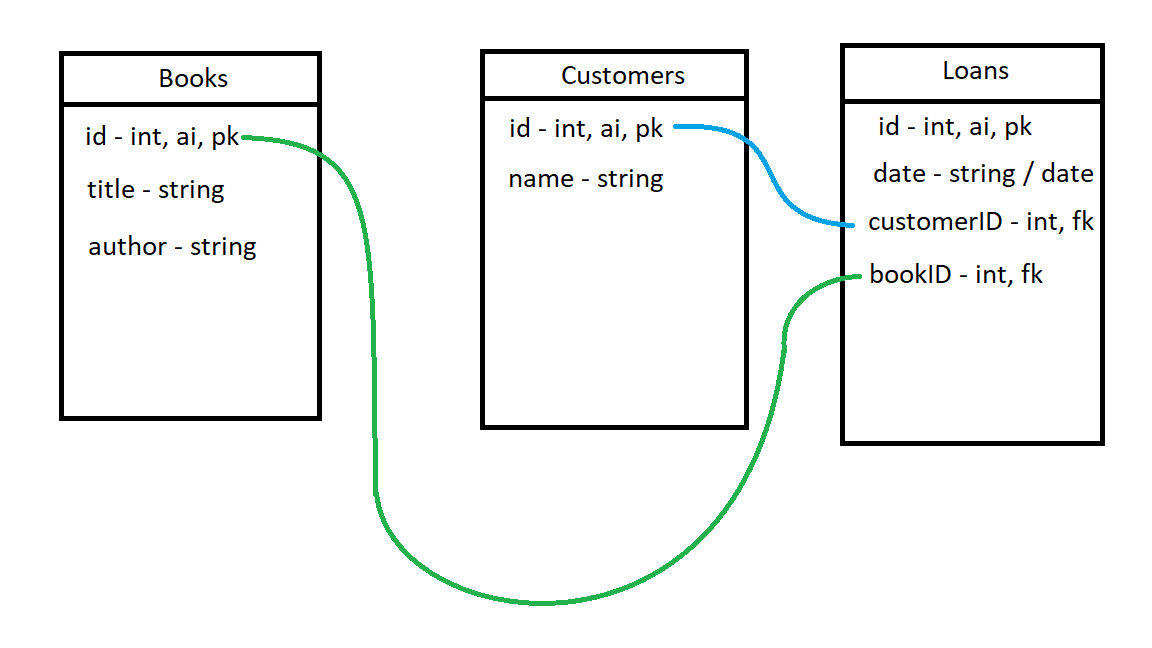 Books
id - int, ai, pk
title - string
author - string
Customers
id - int, ai, pk
name - string
Loans
id - int, ai, pk
date - string / date
customerID - int, fk
bookID - int, fk